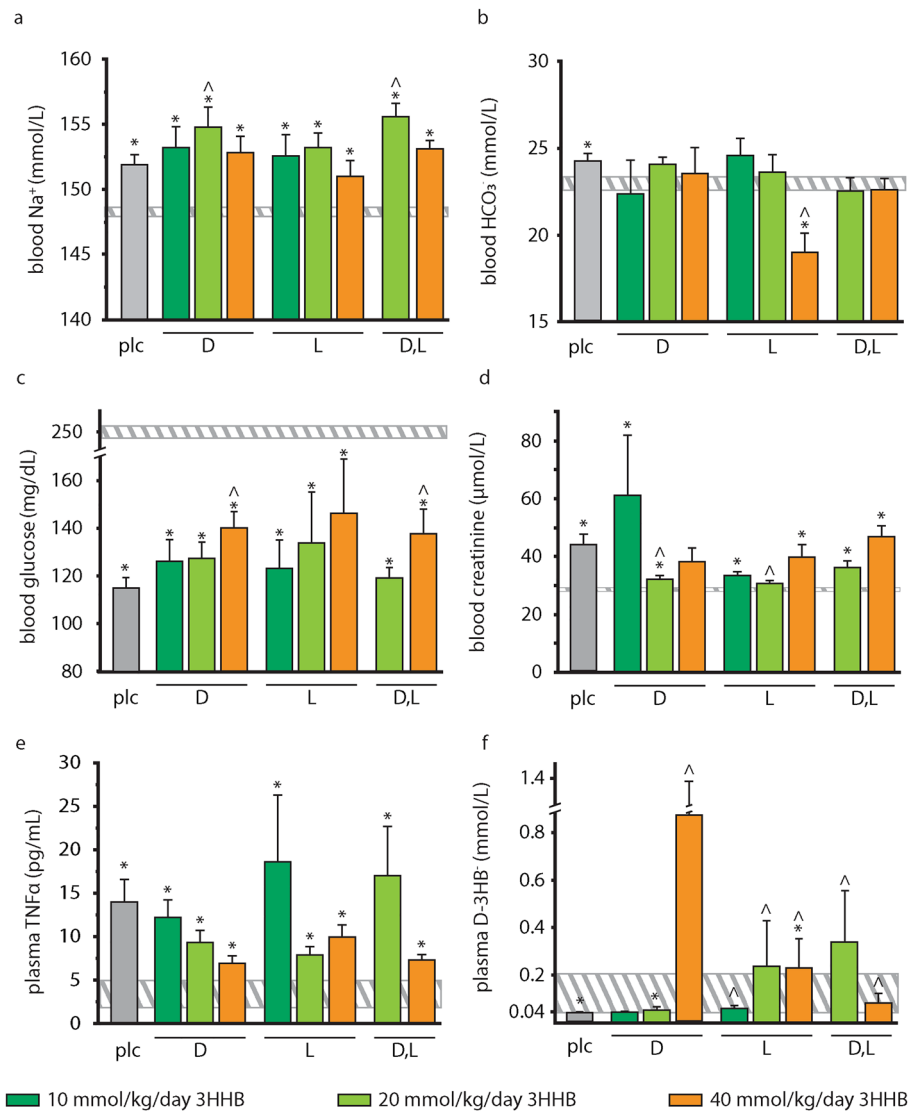 a
blood Na⁺ (mmol/L)
160
155
150
145
140
*
*
^
*
*
*
*
*
^
*
*
plc
D
L
D,L
b
blood HCO₃⁻ (mmol/L)
30
25
20
15
*
^
*
plc
D
L
D,L
c
blood glucose (mg/dL)
250
160
140
120
100
80
*
*
*
^
*
*
*
*
*
^
*
plc
D
L
D,L
d
blood creatinine (µmol/L)
80
60
40
20
0
*
*
^
*
*
^
*
*
*
plc
D
L
D,L
e
plasma TNFα (pg/mL)
30
25
20
15
10
5
0
*
*
*
*
*
*
*
*
*
plc
D
L
D,L
f
plasma D-3HB⁻ (mmol/L)
1.4
0.8
0.4
0.2
0.04
*
*
^
^
^
^
*
^
^
plc
D
L
D,L
10 mmol/kg/day 3HHB
20 mmol/kg/day 3HHB
40 mmol/kg/day 3HHB